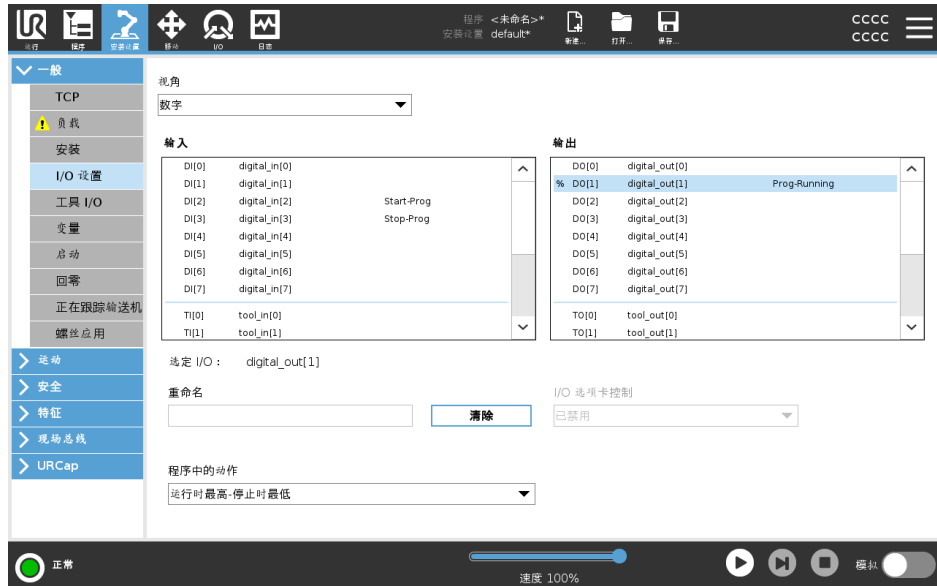 运行
程序
安装设置
移动
I/O
日志
程序 <未命名>*
安装设置 default*
新建...
打开...
保存...
cccc
cccc
一般
TCP
负载
安装
I/O 设置
工具 I/O
变量
启动
回零
正在跟踪输送机
螺丝应用
运动
安全
特征
现场总线
URCap
视角
数字
输入
DI[0] digital_in[0]
DI[1] digital_in[1]
DI[2] digital_in[2] Start-Prog
DI[3] digital_in[3] Stop-Prog
DI[4] digital_in[4]
DI[5] digital_in[5]
DI[6] digital_in[6]
DI[7] digital_in[7]
TI[0] tool_in[0]
TI[1] tool_in[1]
输出
DO[0] digital_out[0]
% DO[1] digital_out[1] Prog-Running
DO[2] digital_out[2]
DO[3] digital_out[3]
DO[4] digital_out[4]
DO[5] digital_out[5]
DO[6] digital_out[6]
DO[7] digital_out[7]
TO[0] tool_out[0]
TO[1] tool_out[1]
选定 I/O： digital_out[1]
重命名
清除
I/O 选项卡控制
已禁用
程序中的动作
运行时最高-停止时最低
正常
速度 100%
模拟